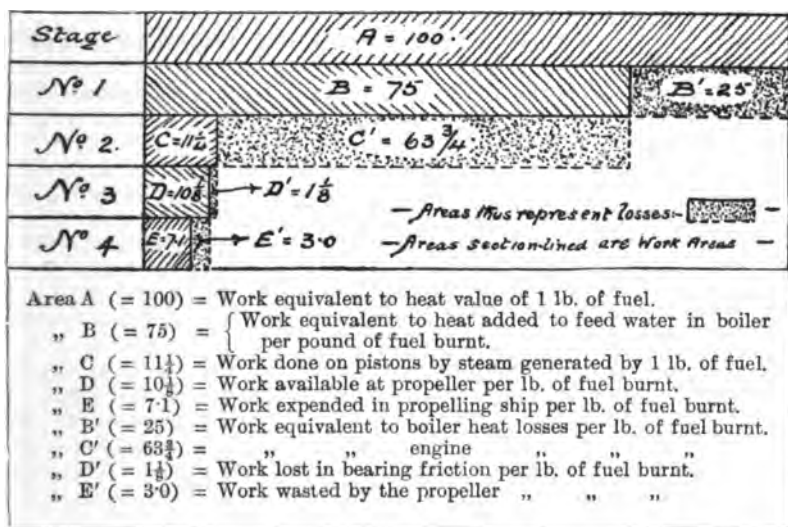 Stage A = 100.
Nº 1 B = 75 B' = 25
Nº 2. C = 11¼ C' = 63 ¾
Nº 3 D = 10⅛ D' = 1⅛
— Areas thus represent losses:- —
Nº 4 E = 7.1 E' = 3·0 — Areas section-lined are Work Areas —
Area A (= 100) = Work equivalent to heat value of 1 lb. of fuel.
„ B (= 75) = { Work equivalent to heat added to feed water in boiler
per pound of fuel burnt.
„ C (= 11¼) = Work done on pistons by steam generated by 1 lb. of fuel.
„ D (= 10⅛) = Work available at propeller per lb. of fuel burnt.
„ E (= 7·1) = Work expended in propelling ship per lb. of fuel burnt.
„ B' (= 25) = Work equivalent to boiler heat losses per lb. of fuel burnt.
„ C' (= 63¾) = „ „ engine „ „ „
„ D' (= 1⅛) = Work lost in bearing friction per lb. of fuel burnt.
„ E' (= 3·0) = Work wasted by the propeller „ „ „